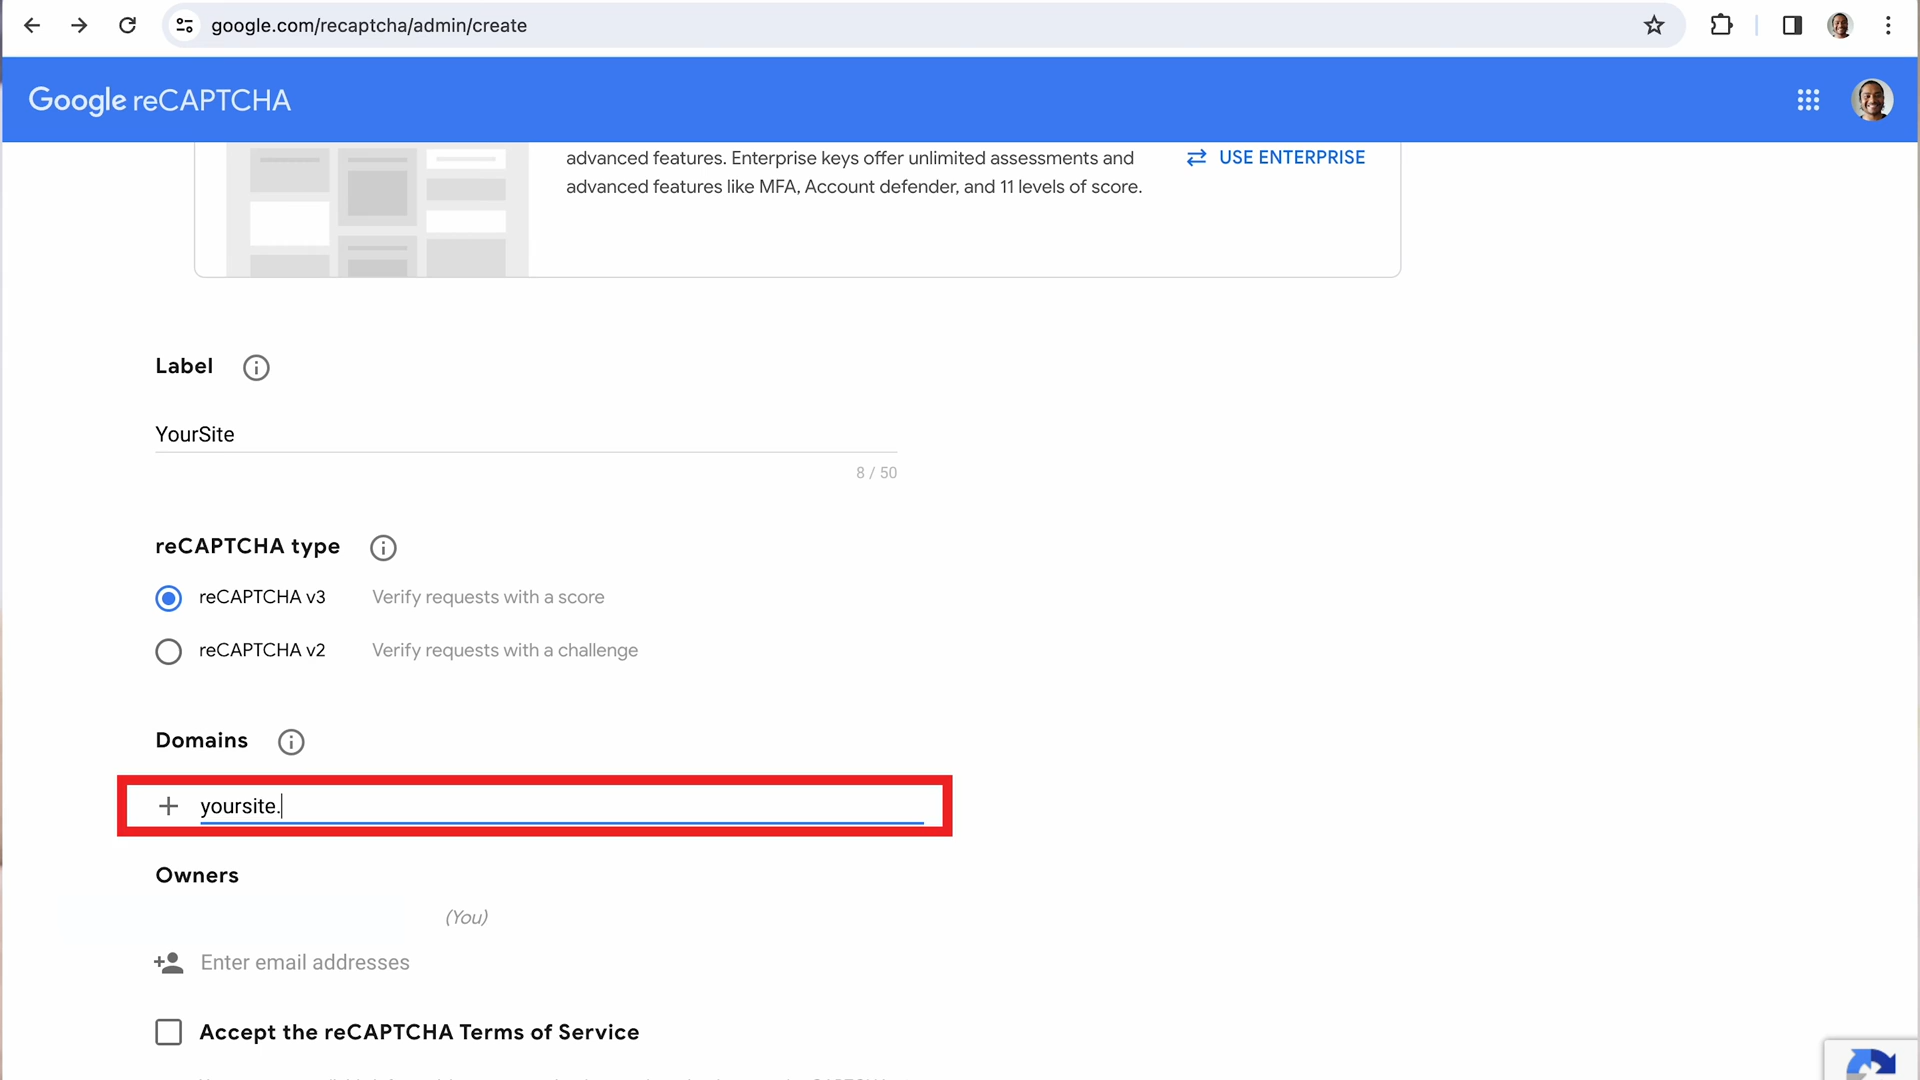 google.com/recaptcha/admin/create
Google reCAPTCHA
advanced features. Enterprise keys offer unlimited assessments and
advanced features like MFA, Account defender, and 11 levels of score.
USE ENTERPRISE
Label
YourSite
8 / 50
reCAPTCHA type
reCAPTCHA v3 Verify requests with a score
reCAPTCHA v2 Verify requests with a challenge
Domains
yoursite.
Owners
(You)
Enter email addresses
Accept the reCAPTCHA Terms of Service